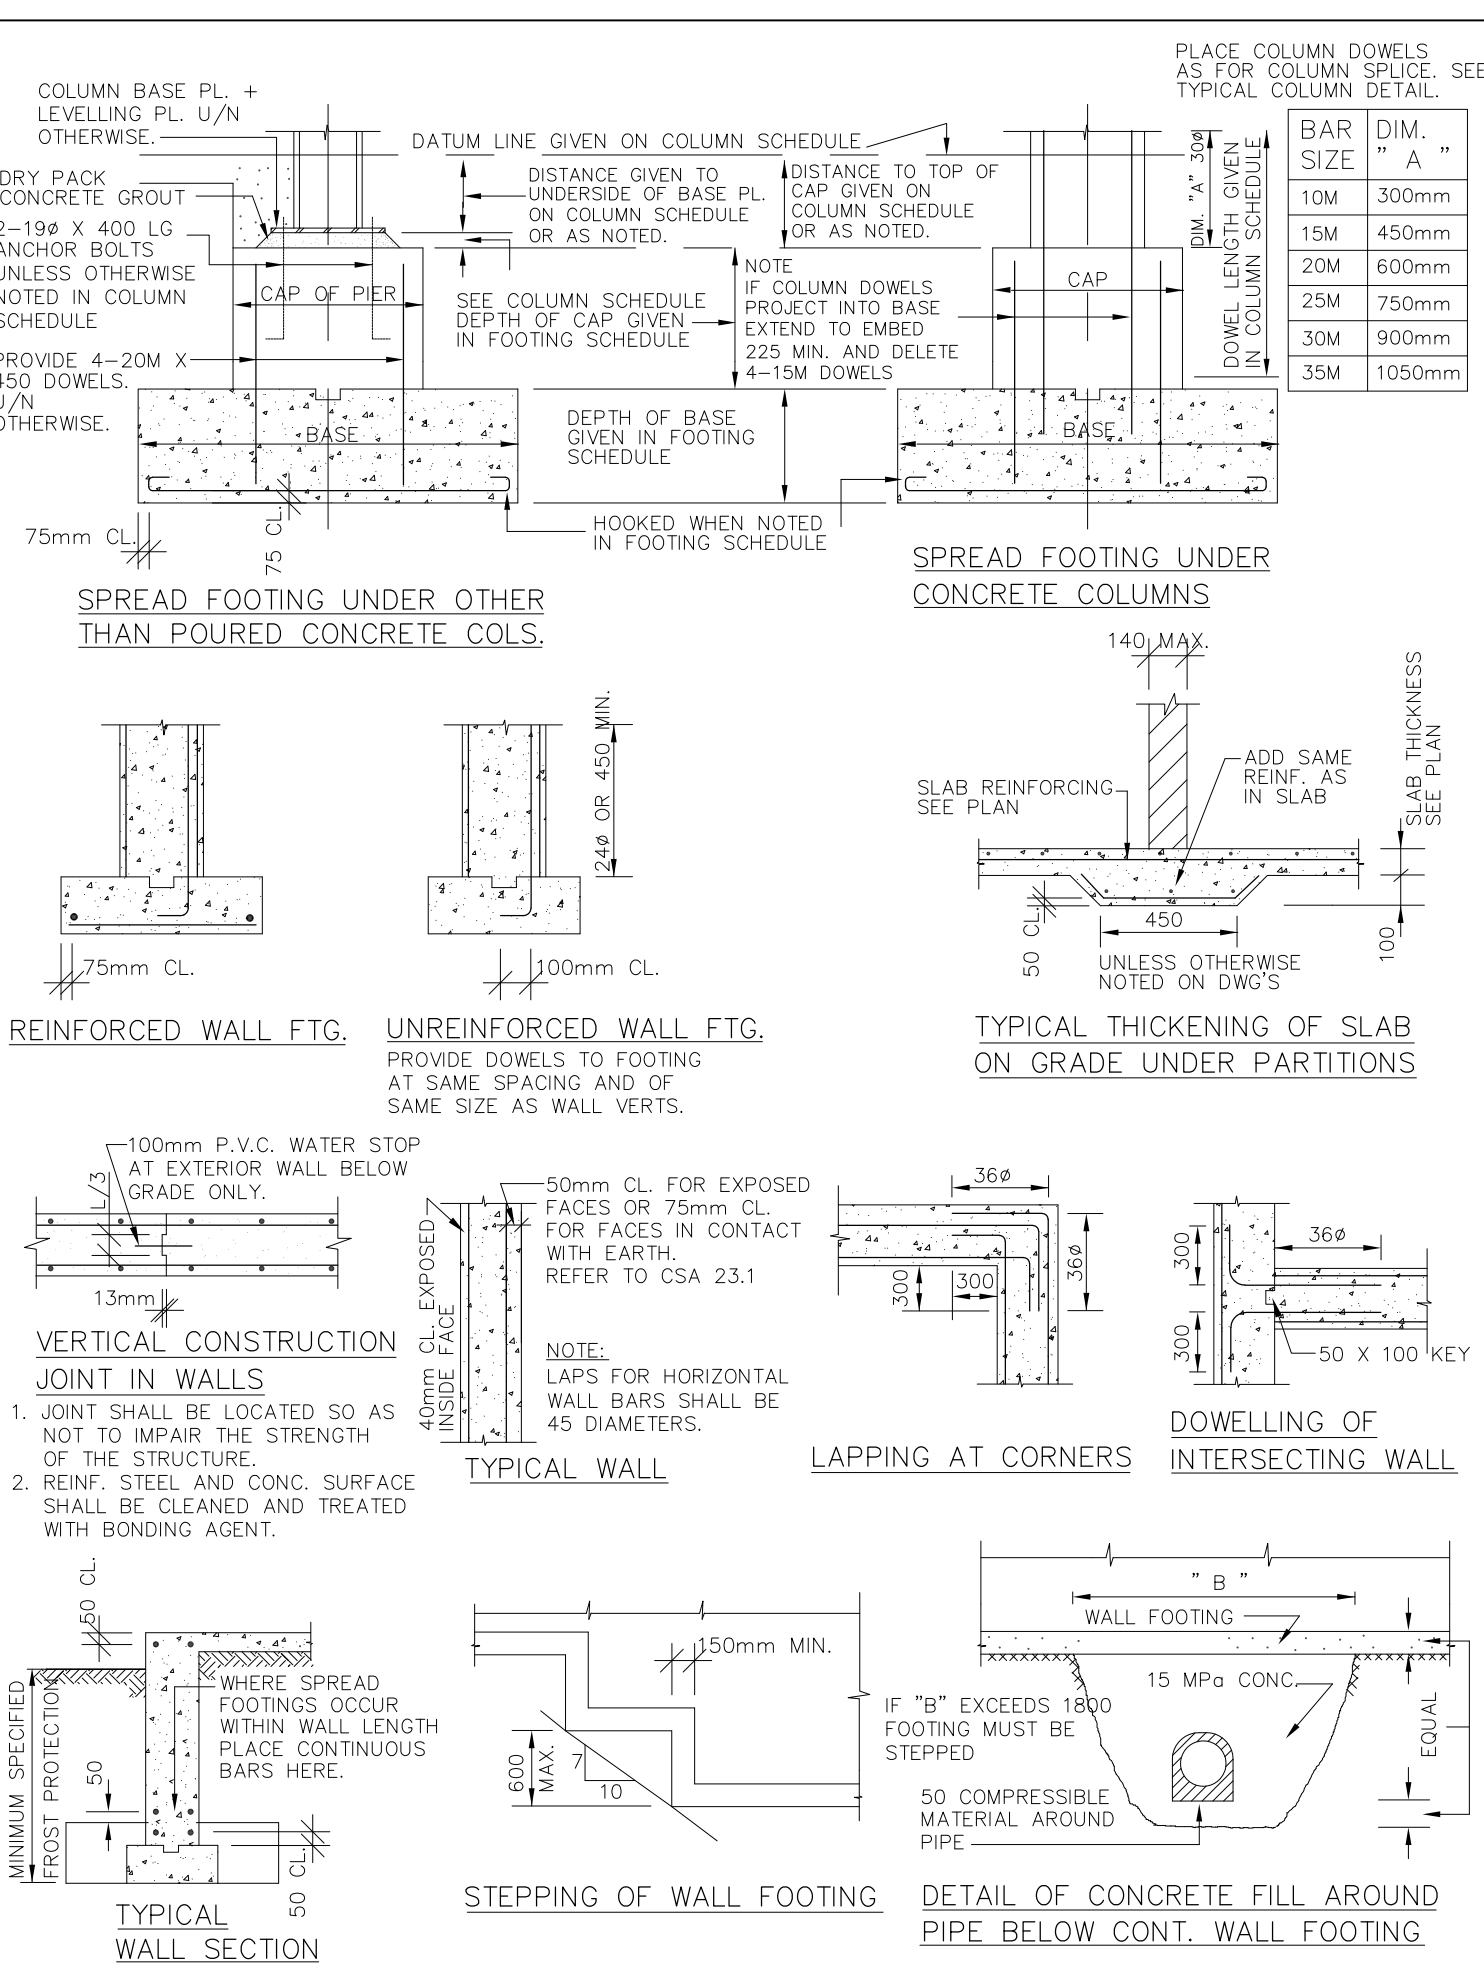 PLACE COLUMN DOWELS
AS FOR COLUMN SPLICE. SEE
TYPICAL COLUMN DETAIL.
COLUMN BASE PL. +
LEVELLING PL. U/N
OTHERWISE.
DRY PACK
CONCRETE GROUT
2-19ø X 400 LG
ANCHOR BOLTS
UNLESS OTHERWISE
NOTED IN COLUMN
SCHEDULE
PROVIDE 4-20M X
450 DOWELS.
U/N
OTHERWISE.
DATUM LINE GIVEN ON COLUMN SCHEDULE
DISTANCE GIVEN TO
UNDERSIDE OF BASE PL.
ON COLUMN SCHEDULE
OR AS NOTED.
DISTANCE TO TOP OF
CAP GIVEN ON
COLUMN SCHEDULE
OR AS NOTED.
CAP OF PIER
SEE COLUMN SCHEDULE
DEPTH OF CAP GIVEN
IN FOOTING SCHEDULE
NOTE
IF COLUMN DOWELS
PROJECT INTO BASE
EXTEND TO EMBED
225 MIN. AND DELETE
4-15M DOWELS
CAP
DIM. "A" 30ø
DOWEL LENGTH GIVEN
IN COLUMN SCHEDULE
BAR SIZE DIM. " A "
10M 300mm
15M 450mm
20M 600mm
25M 750mm
30M 900mm
35M 1050mm
BASE
DEPTH OF BASE
GIVEN IN FOOTING
SCHEDULE
BASE
75mm CL.
75 CL.
HOOKED WHEN NOTED
IN FOOTING SCHEDULE
SPREAD FOOTING UNDER OTHER
THAN POURED CONCRETE COLS.
SPREAD FOOTING UNDER
CONCRETE COLUMNS
24ø OR 450 MIN.
75mm CL.
100mm CL.
REINFORCED WALL FTG.
UNREINFORCED WALL FTG.
PROVIDE DOWELS TO FOOTING
AT SAME SPACING AND OF
SAME SIZE AS WALL VERTS.
140 MAX.
SLAB REINFORCING
SEE PLAN
ADD SAME
REINF. AS
IN SLAB
SLAB THICKNESS
SEE PLAN
50 CL.
450
100
UNLESS OTHERWISE
NOTED ON DWG'S
TYPICAL THICKENING OF SLAB
ON GRADE UNDER PARTITIONS
100mm P.V.C. WATER STOP
AT EXTERIOR WALL BELOW
GRADE ONLY.
L/3
13mm
VERTICAL CONSTRUCTION
JOINT IN WALLS
1. JOINT SHALL BE LOCATED SO AS
NOT TO IMPAIR THE STRENGTH
OF THE STRUCTURE.
2. REINF. STEEL AND CONC. SURFACE
SHALL BE CLEANED AND TREATED
WITH BONDING AGENT.
40mm CL. EXPOSED
INSIDE FACE
50mm CL. FOR EXPOSED
FACES OR 75mm CL.
FOR FACES IN CONTACT
WITH EARTH.
REFER TO CSA 23.1
NOTE:
LAPS FOR HORIZONTAL
WALL BARS SHALL BE
45 DIAMETERS.
TYPICAL WALL
36ø
36ø
300
300
LAPPING AT CORNERS
300
36ø
300
50 X 100 KEY
DOWELLING OF
INTERSECTING WALL
50 CL.
MINIMUM SPECIFIED
FROST PROTECTION
50
WHERE SPREAD
FOOTINGS OCCUR
WITHIN WALL LENGTH
PLACE CONTINUOUS
BARS HERE.
50 CL.
TYPICAL
WALL SECTION
150mm MIN.
600
MAX.
7
10
STEPPING OF WALL FOOTING
" B "
WALL FOOTING
15 MPa CONC.
IF "B" EXCEEDS 1800
FOOTING MUST BE
STEPPED
EQUAL
50 COMPRESSIBLE
MATERIAL AROUND
PIPE
DETAIL OF CONCRETE FILL AROUND
PIPE BELOW CONT. WALL FOOTING